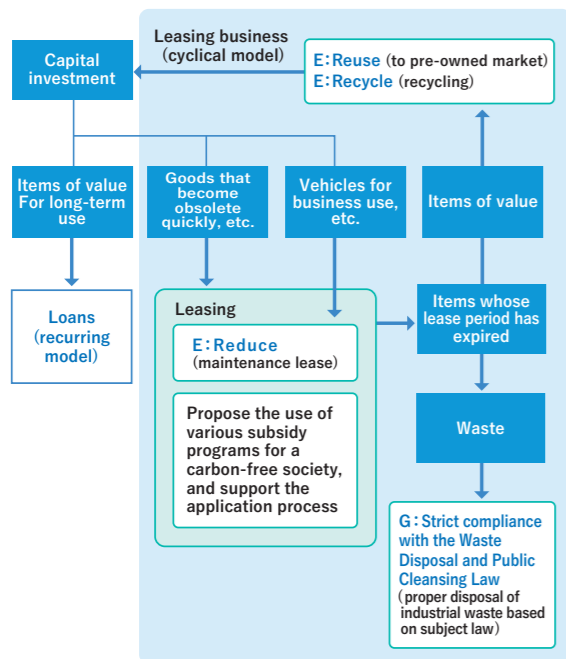 Leasing business
(cyclical model)
Capital
investment
E：Reuse (to pre-owned market)
E：Recycle (recycling)
Items of value
For long-term
use
Goods that
become
obsolete
quickly, etc.
Vehicles for
business use,
etc.
Items of value
Loans
(recurring
model)
Leasing
E：Reduce
(maintenance lease)
Propose the use of
various subsidy
programs for a
carbon-free society,
and support the
application process
Items whose
lease period has
expired
Waste
G：Strict compliance
with the Waste
Disposal and Public
Cleansing Law
(proper disposal of
industrial waste based
on subject law)